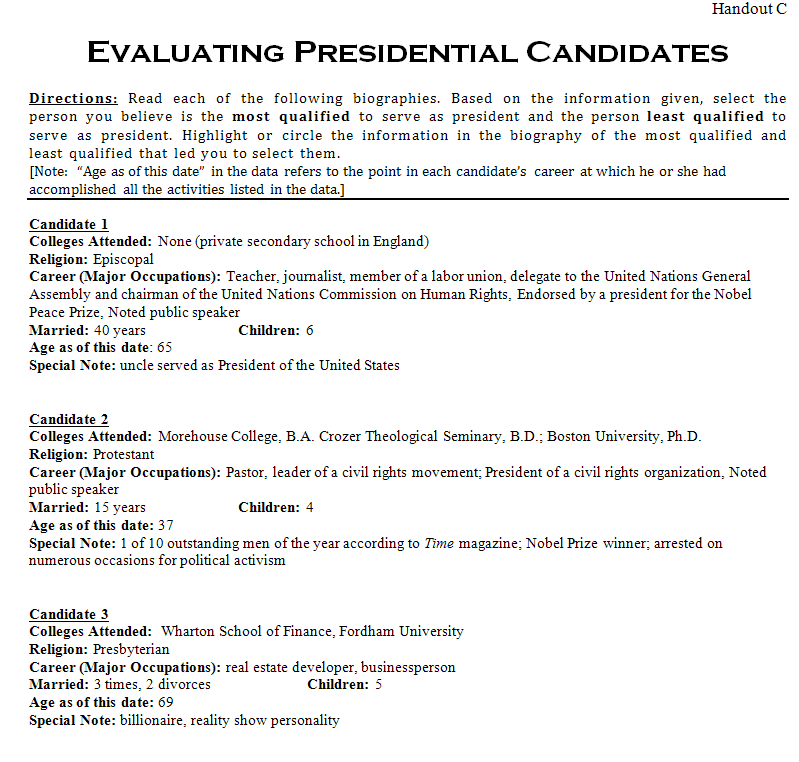 Handout C
EVALUATING PRESIDENTIAL CANDIDATES
Directions: Read each of the following biographies. Based on the information given, select the
person you believe is the most qualified to serve as president and the person least qualified to
serve as president. Highlight or circle the information in the biography of the most qualified and
least qualified that led you to select them.
[Note: “Age as of this date” in the data refers to the point in each candidate’s career at which he or she had
accomplished all the activities listed in the data.]
Candidate 1
Colleges Attended: None (private secondary school in England)
Religion: Episcopal
Career (Major Occupations): Teacher, journalist, member of a labor union, delegate to the United Nations General
Assembly and chairman of the United Nations Commission on Human Rights, Endorsed by a president for the Nobel
Peace Prize, Noted public speaker
Married: 40 years Children: 6
Age as of this date: 65
Special Note: uncle served as President of the United States
Candidate 2
Colleges Attended: Morehouse College, B.A. Crozer Theological Seminary, B.D.; Boston University, Ph.D.
Religion: Protestant
Career (Major Occupations): Pastor, leader of a civil rights movement; President of a civil rights organization, Noted
public speaker
Married: 15 years Children: 4
Age as of this date: 37
Special Note: 1 of 10 outstanding men of the year according to Time magazine; Nobel Prize winner; arrested on
numerous occasions for political activism
Candidate 3
Colleges Attended: Wharton School of Finance, Fordham University
Religion: Presbyterian
Career (Major Occupations): real estate developer, businessperson
Married: 3 times, 2 divorces Children: 5
Age as of this date: 69
Special Note: billionaire, reality show personality